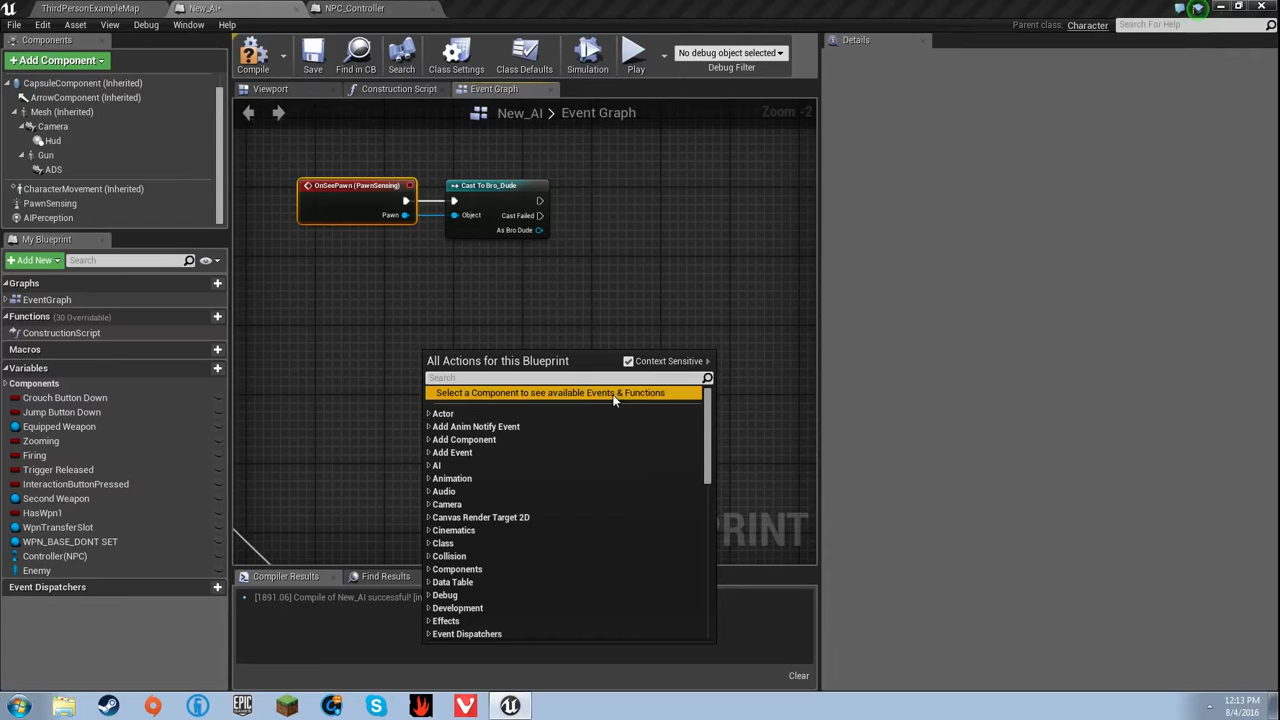 ThirdPersonExampleMap
New_AI*
NPC_Controller
File Edit Asset View Debug Window Help
Parent class: Character
Search For Help
Components
+ Add Component
CapsuleComponent (Inherited)
ArrowComponent (Inherited)
Mesh (Inherited)
Camera
Hud
Gun
ADS
CharacterMovement (Inherited)
PawnSensing
AIPerception
My Blueprint
+ Add New
Search
Graphs
EventGraph
Functions (30 Overridable)
ConstructionScript
Macros
Variables
Components
Crouch Button Down
Jump Button Down
Equipped Weapon
Zooming
Firing
Trigger Released
InteractionButtonPressed
Second Weapon
HasWpn1
WpnTransferSlot
WPN_BASE_DONT SET
Controller(NPC)
Enemy
Event Dispatchers
Compile
Save
Find in CB
Search
Class Settings
Class Defaults
Simulation
Play
No debug object selected
Debug Filter
Viewport
Construction Script
Event Graph
New_AI > Event Graph
Zoom -2
OnSeePawn (PawnSensing)
Pawn
Cast To Bro_Dude
Object
Cast Failed
As Bro Dude
All Actions for this Blueprint
Context Sensitive
Search
Select a Component to see available Events & Functions
Actor
Add Anim Notify Event
Add Component
Add Event
AI
Animation
Audio
Camera
Canvas Render Target 2D
Cinematics
Class
Collision
Components
Data Table
Debug
Development
Effects
Event Dispatchers
Compiler Results
Find Results
[1891.06] Compile of New_AI successful! [in
Clear
Details
EPIC
12:13 PM
8/4/2016